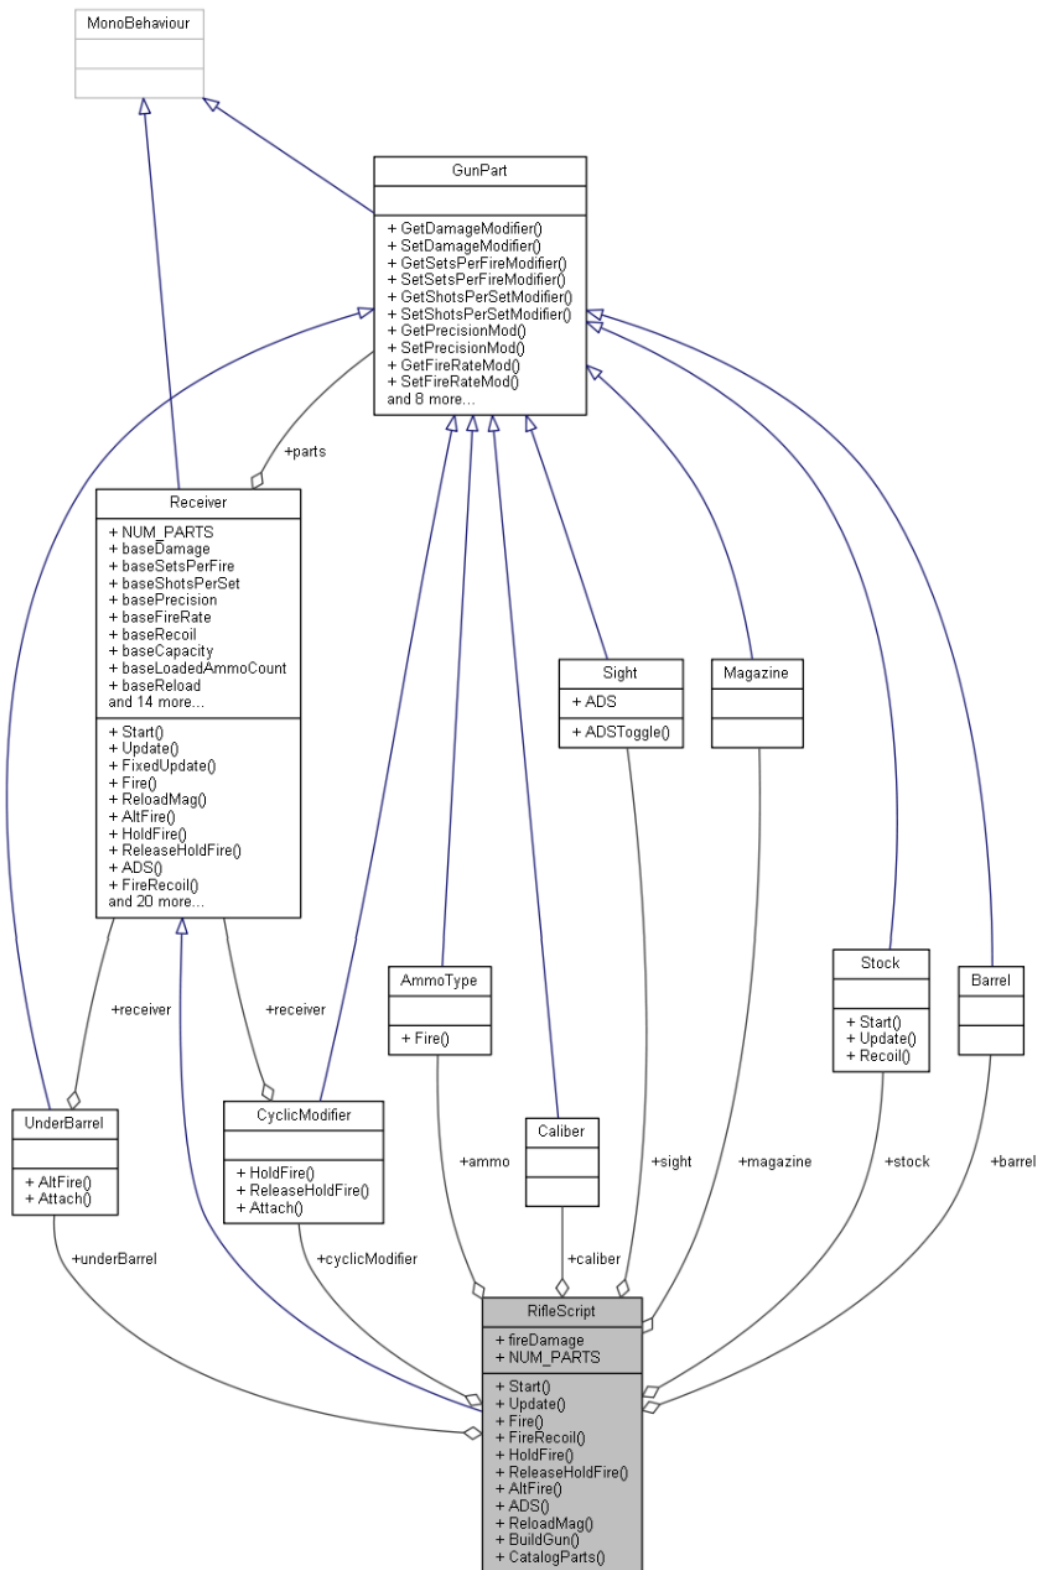 MonoBehaviour
GunPart
+ GetDamageModifier()
+ SetDamageModifier()
+ GetSetsPerFireModifier()
+ SetSetsPerFireModifier()
+ GetShotsPerSetModifier()
+ SetShotsPerSetModifier()
+ GetPrecisionMod()
+ SetPrecisionMod()
+ GetFireRateMod()
+ SetFireRateMod()
and 8 more...
+parts
Receiver
+ NUM_PARTS
+ baseDamage
+ baseSetsPerFire
+ baseShotsPerSet
+ basePrecision
+ baseFireRate
+ baseRecoil
+ baseCapacity
+ baseLoadedAmmoCount
+ baseReload
and 14 more...
+ Start()
+ Update()
+ FixedUpdate()
+ Fire()
+ ReloadMag()
+ AltFire()
+ HoldFire()
+ ReleaseHoldFire()
+ ADS()
+ FireRecoil()
and 20 more...
Sight
+ ADS
+ ADSToggle()
Magazine
Stock
+ Start()
+ Update()
+ Recoil()
Barrel
AmmoType
+ Fire()
+receiver
+receiver
UnderBarrel
+ AltFire()
+ Attach()
CyclicModifier
+ HoldFire()
+ ReleaseHoldFire()
+ Attach()
Caliber
+ammo
+sight
+magazine
+stock
+barrel
+underBarrel
+cyclicModifier
+caliber
RifleScript
+ fireDamage
+ NUM_PARTS
+ Start()
+ Update()
+ Fire()
+ FireRecoil()
+ HoldFire()
+ ReleaseHoldFire()
+ AltFire()
+ ADS()
+ ReloadMag()
+ BuildGun()
+ CatalogParts()